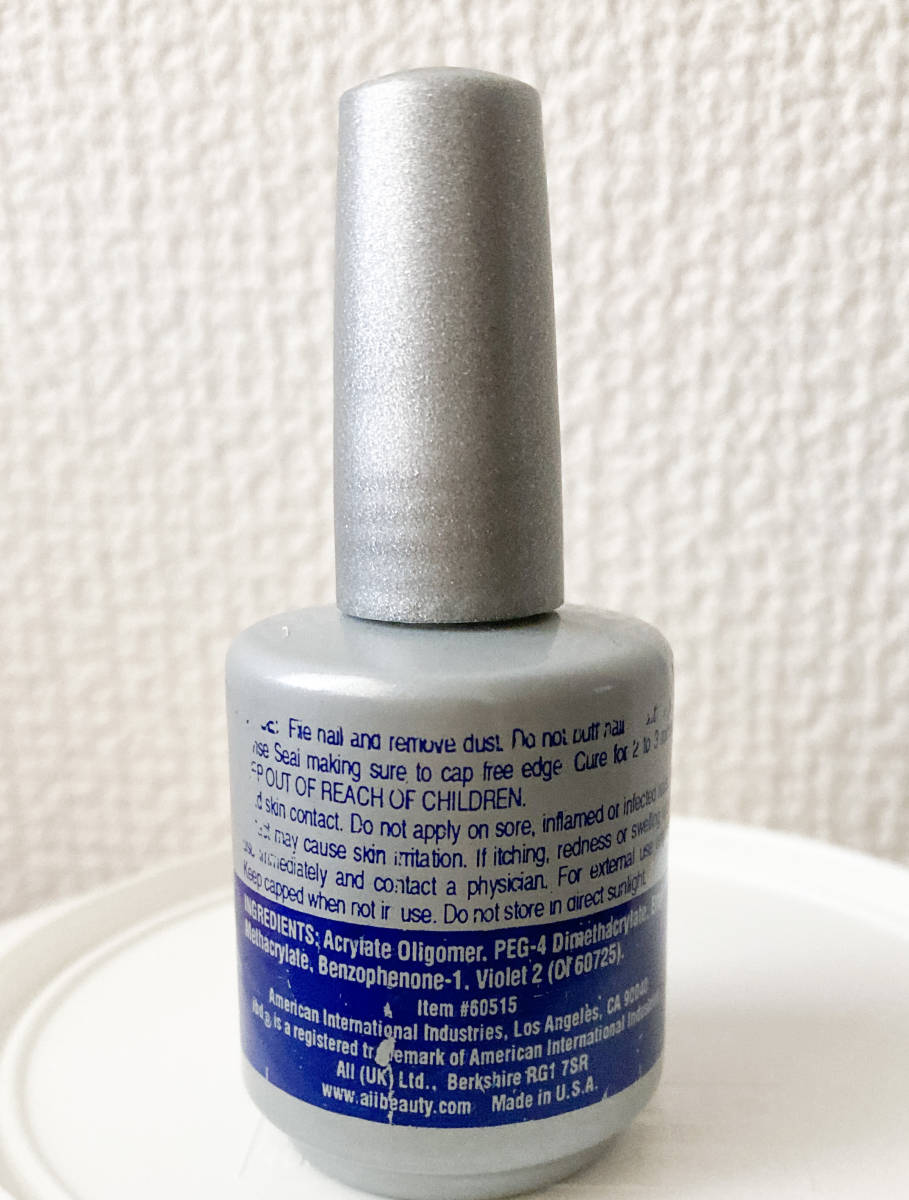 File nail and remove dust. Do not buff nail
Seal making sure to cap free edge. Cure for 2 to 3
OUT OF REACH OF CHILDREN.
skin contact. Do not apply on sore, inflamed or infected
may cause skin irritation. If itching, redness or swelling
immediately and contact a physician. For external use
Keep capped when not in use. Do not store in direct sunlight.
INGREDIENTS: Acrylate Oligomer, PEG-4 Dimethacrylate,
Methacrylate, Benzophenone-1, Violet 2 (CI 60725).
Item #60515
American International Industries, Los Angeles, CA 90040
ibd® is a registered trademark of American International
AII (UK) Ltd., Berkshire RG1 7SR
www.aiibeauty.com Made in U.S.A.